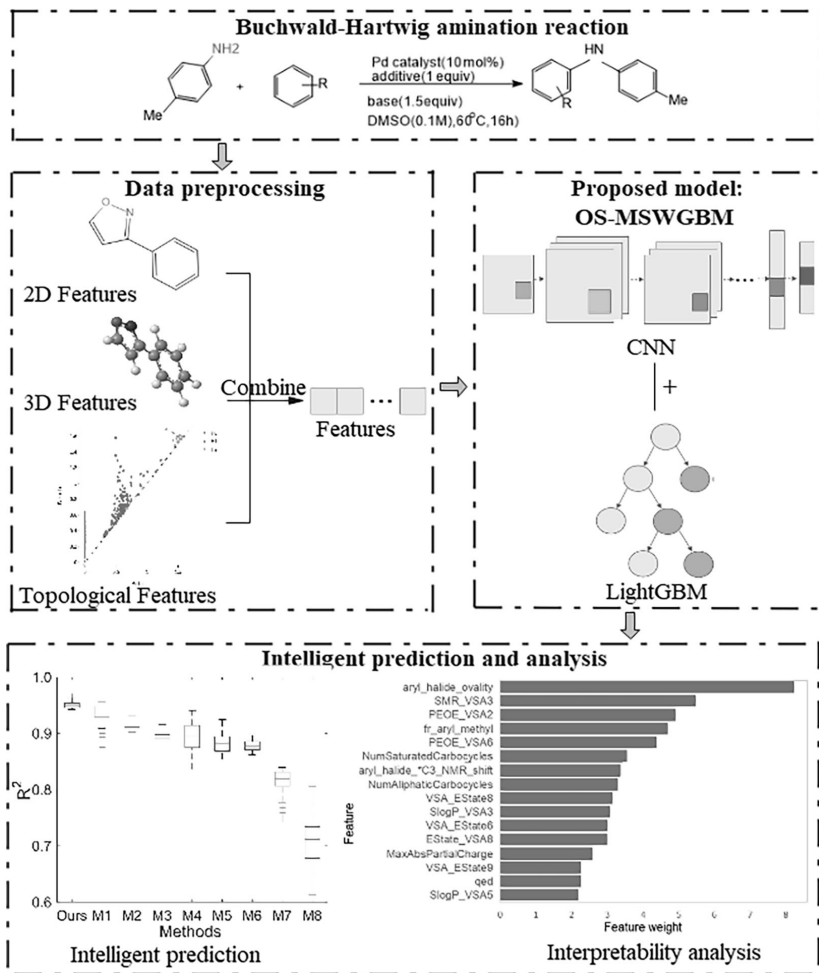 Buchwald-Hartwig amination reaction
NH2
Me
+
R
Pd catalyst(10 mol%)
additive(1 equiv)
base(1.5equiv)
DMSO(0.1M),60°C,16h)
HN
R
Me
Data preprocessing
O
N
2D Features
3D Features
Topological Features
Combine
...
Features
Proposed model:
OS-MSWGBM
...
CNN
+
LightGBM
Intelligent prediction and analysis
1.0
0.9
0.8
0.7
0.6
R²
Ours M1 M2 M3 M4 M5 M6 M7 M8
Methods
Intelligent prediction
Feature
aryl_halide_ovality
SMR_VSA3
PEOE_VSA2
fr_aryl_methyl
PEOE_VSA6
NumSaturatedCarbocycles
aryl_halide_*C3_NMR_shift
NumAliphaticCarbocycles
VSA_EState8
SlogP_VSA3
VSA_EState6
EState_VSA8
MaxAbsPartialCharge
VSA_EState9
qed
SlogP_VSA5
0 1 2 3 4 5 6 7 8
Feature weight
Interpretability analysis